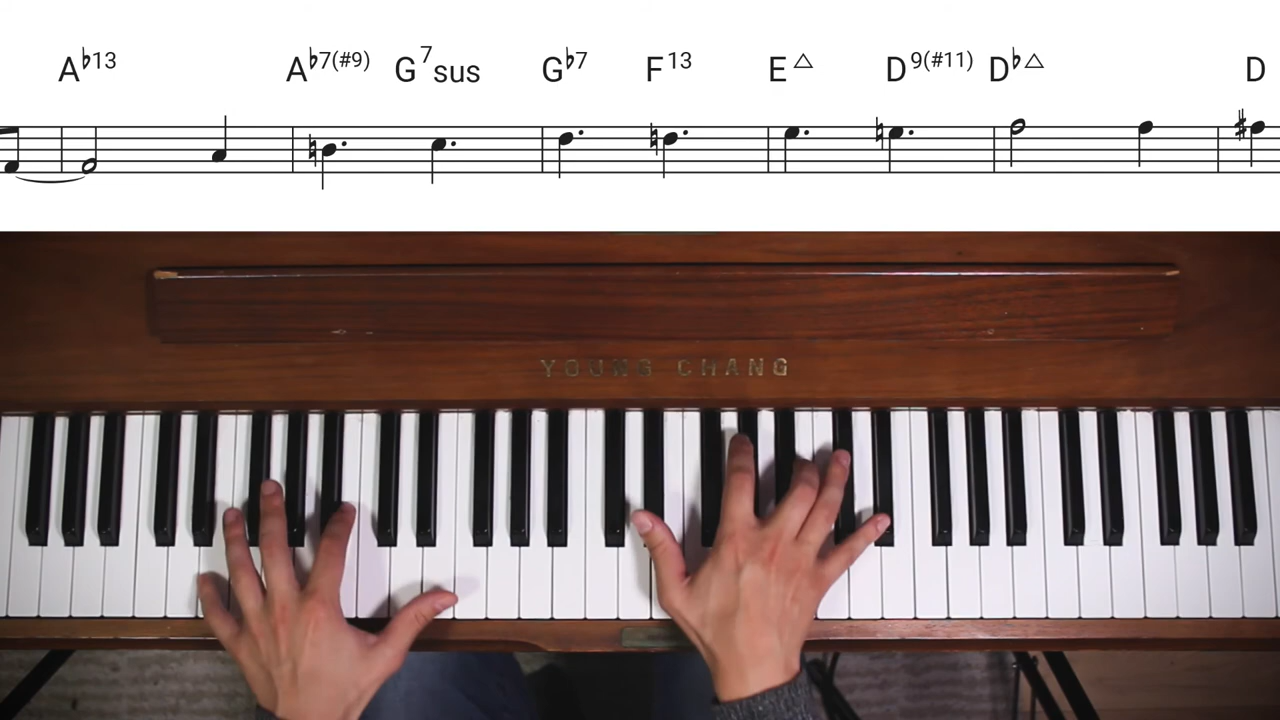 A♭13 A♭7(#9) G7sus G♭7 F13 E△ D9(#11) D♭△ D
YOUNG CHANG